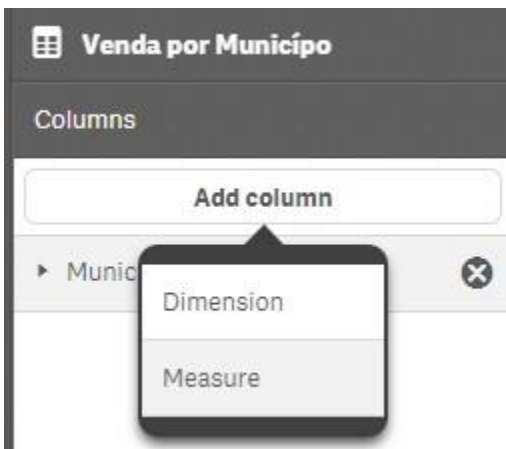 Venda por Municípo
Columns
Add column
Munic
Dimension
Measure